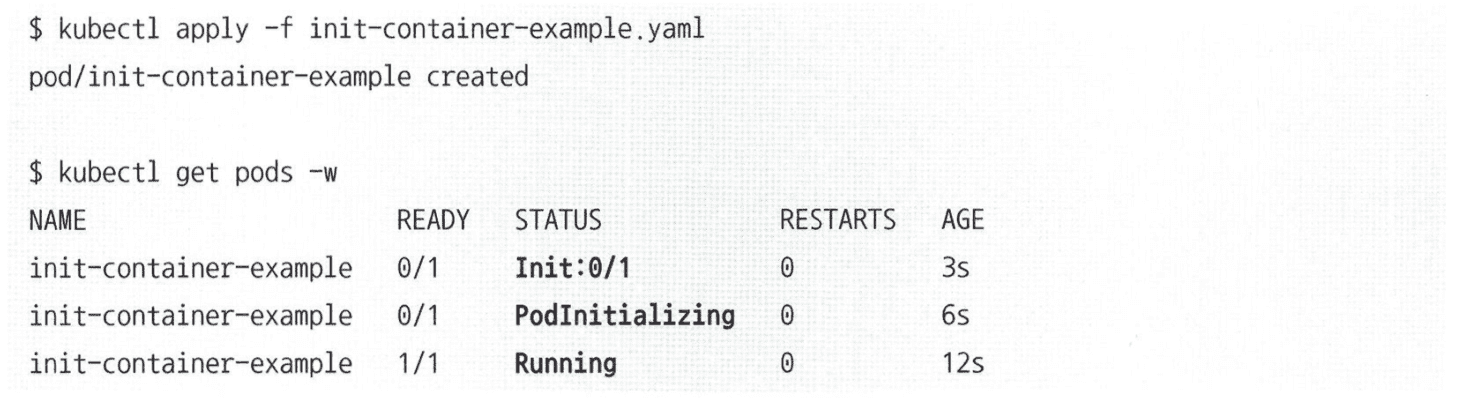 $ kubectl apply -f init-container-example.yaml
pod/init-container-example created
$ kubectl get pods -w
NAME READY STATUS RESTARTS AGE
init-container-example 0/1 Init:0/1 0 3s
init-container-example 0/1 PodInitializing 0 6s
init-container-example 1/1 Running 0 12s